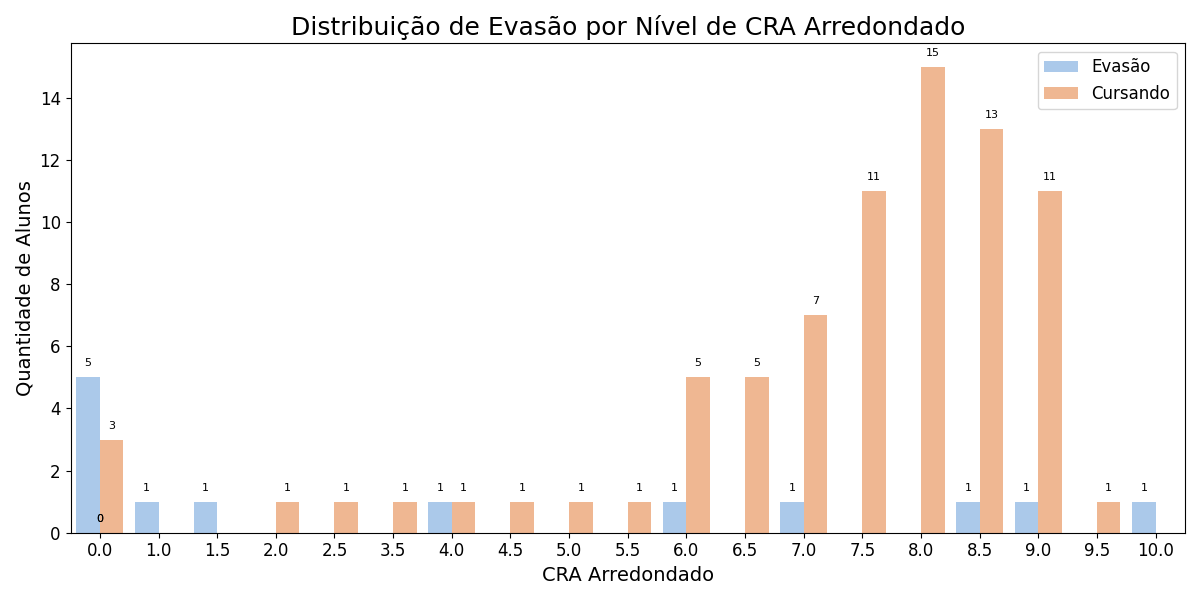 Distribuição de Evasão por Nível de CRA Arredondado
Evasão
Cursando
Quantidade de Alunos
14
12
10
8
6
4
2
0
5 3 0 1 1 1 1 1 1 1 1 1 1 1 5 5 1 7 11 15 1 13 1 11 1 1
0.0 1.0 1.5 2.0 2.5 3.5 4.0 4.5 5.0 5.5 6.0 6.5 7.0 7.5 8.0 8.5 9.0 9.5 10.0
CRA Arredondado